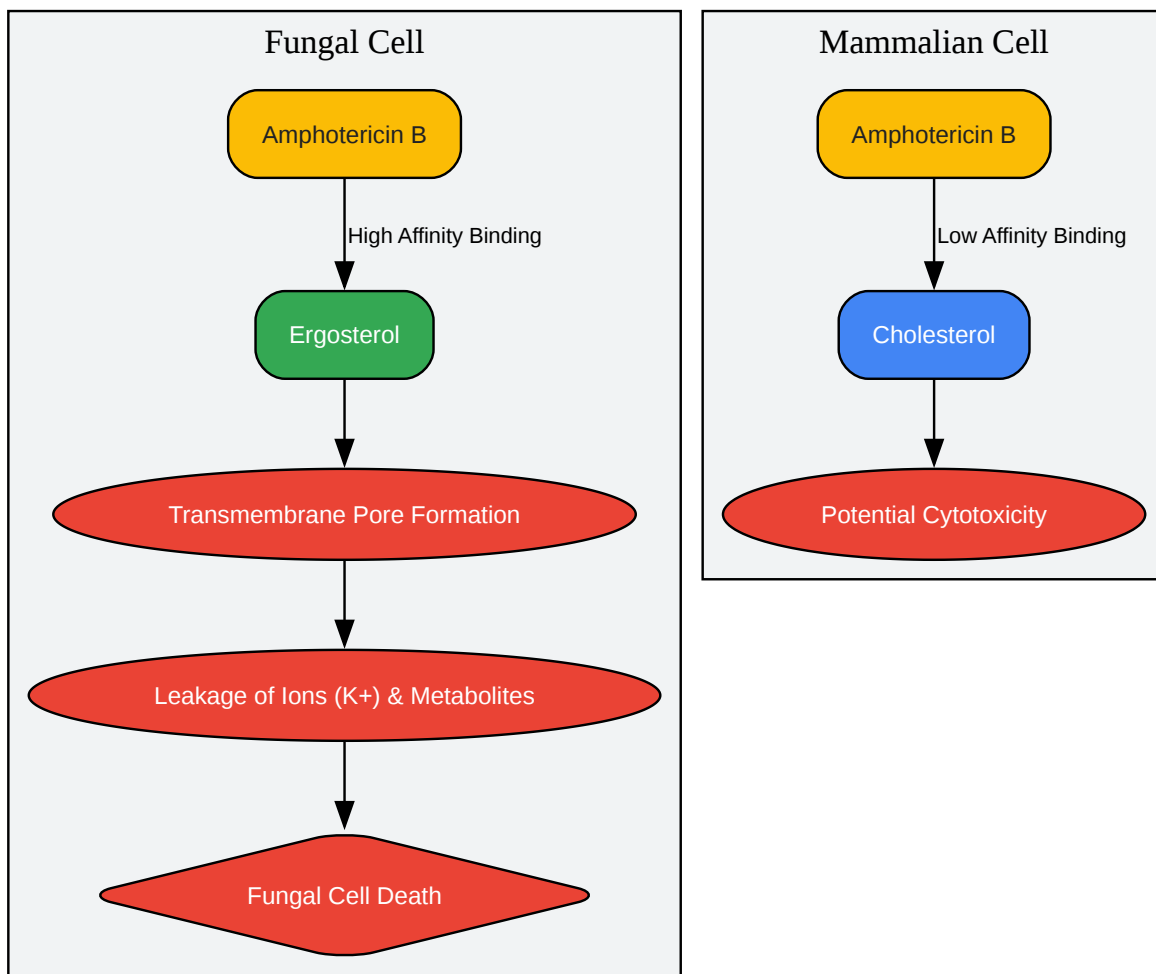 Fungal Cell
Amphotericin B
High Affinity Binding
Ergosterol
Transmembrane Pore Formation
Leakage of Ions (K+) & Metabolites
Fungal Cell Death
Mammalian Cell
Amphotericin B
Low Affinity Binding
Cholesterol
Potential Cytotoxicity